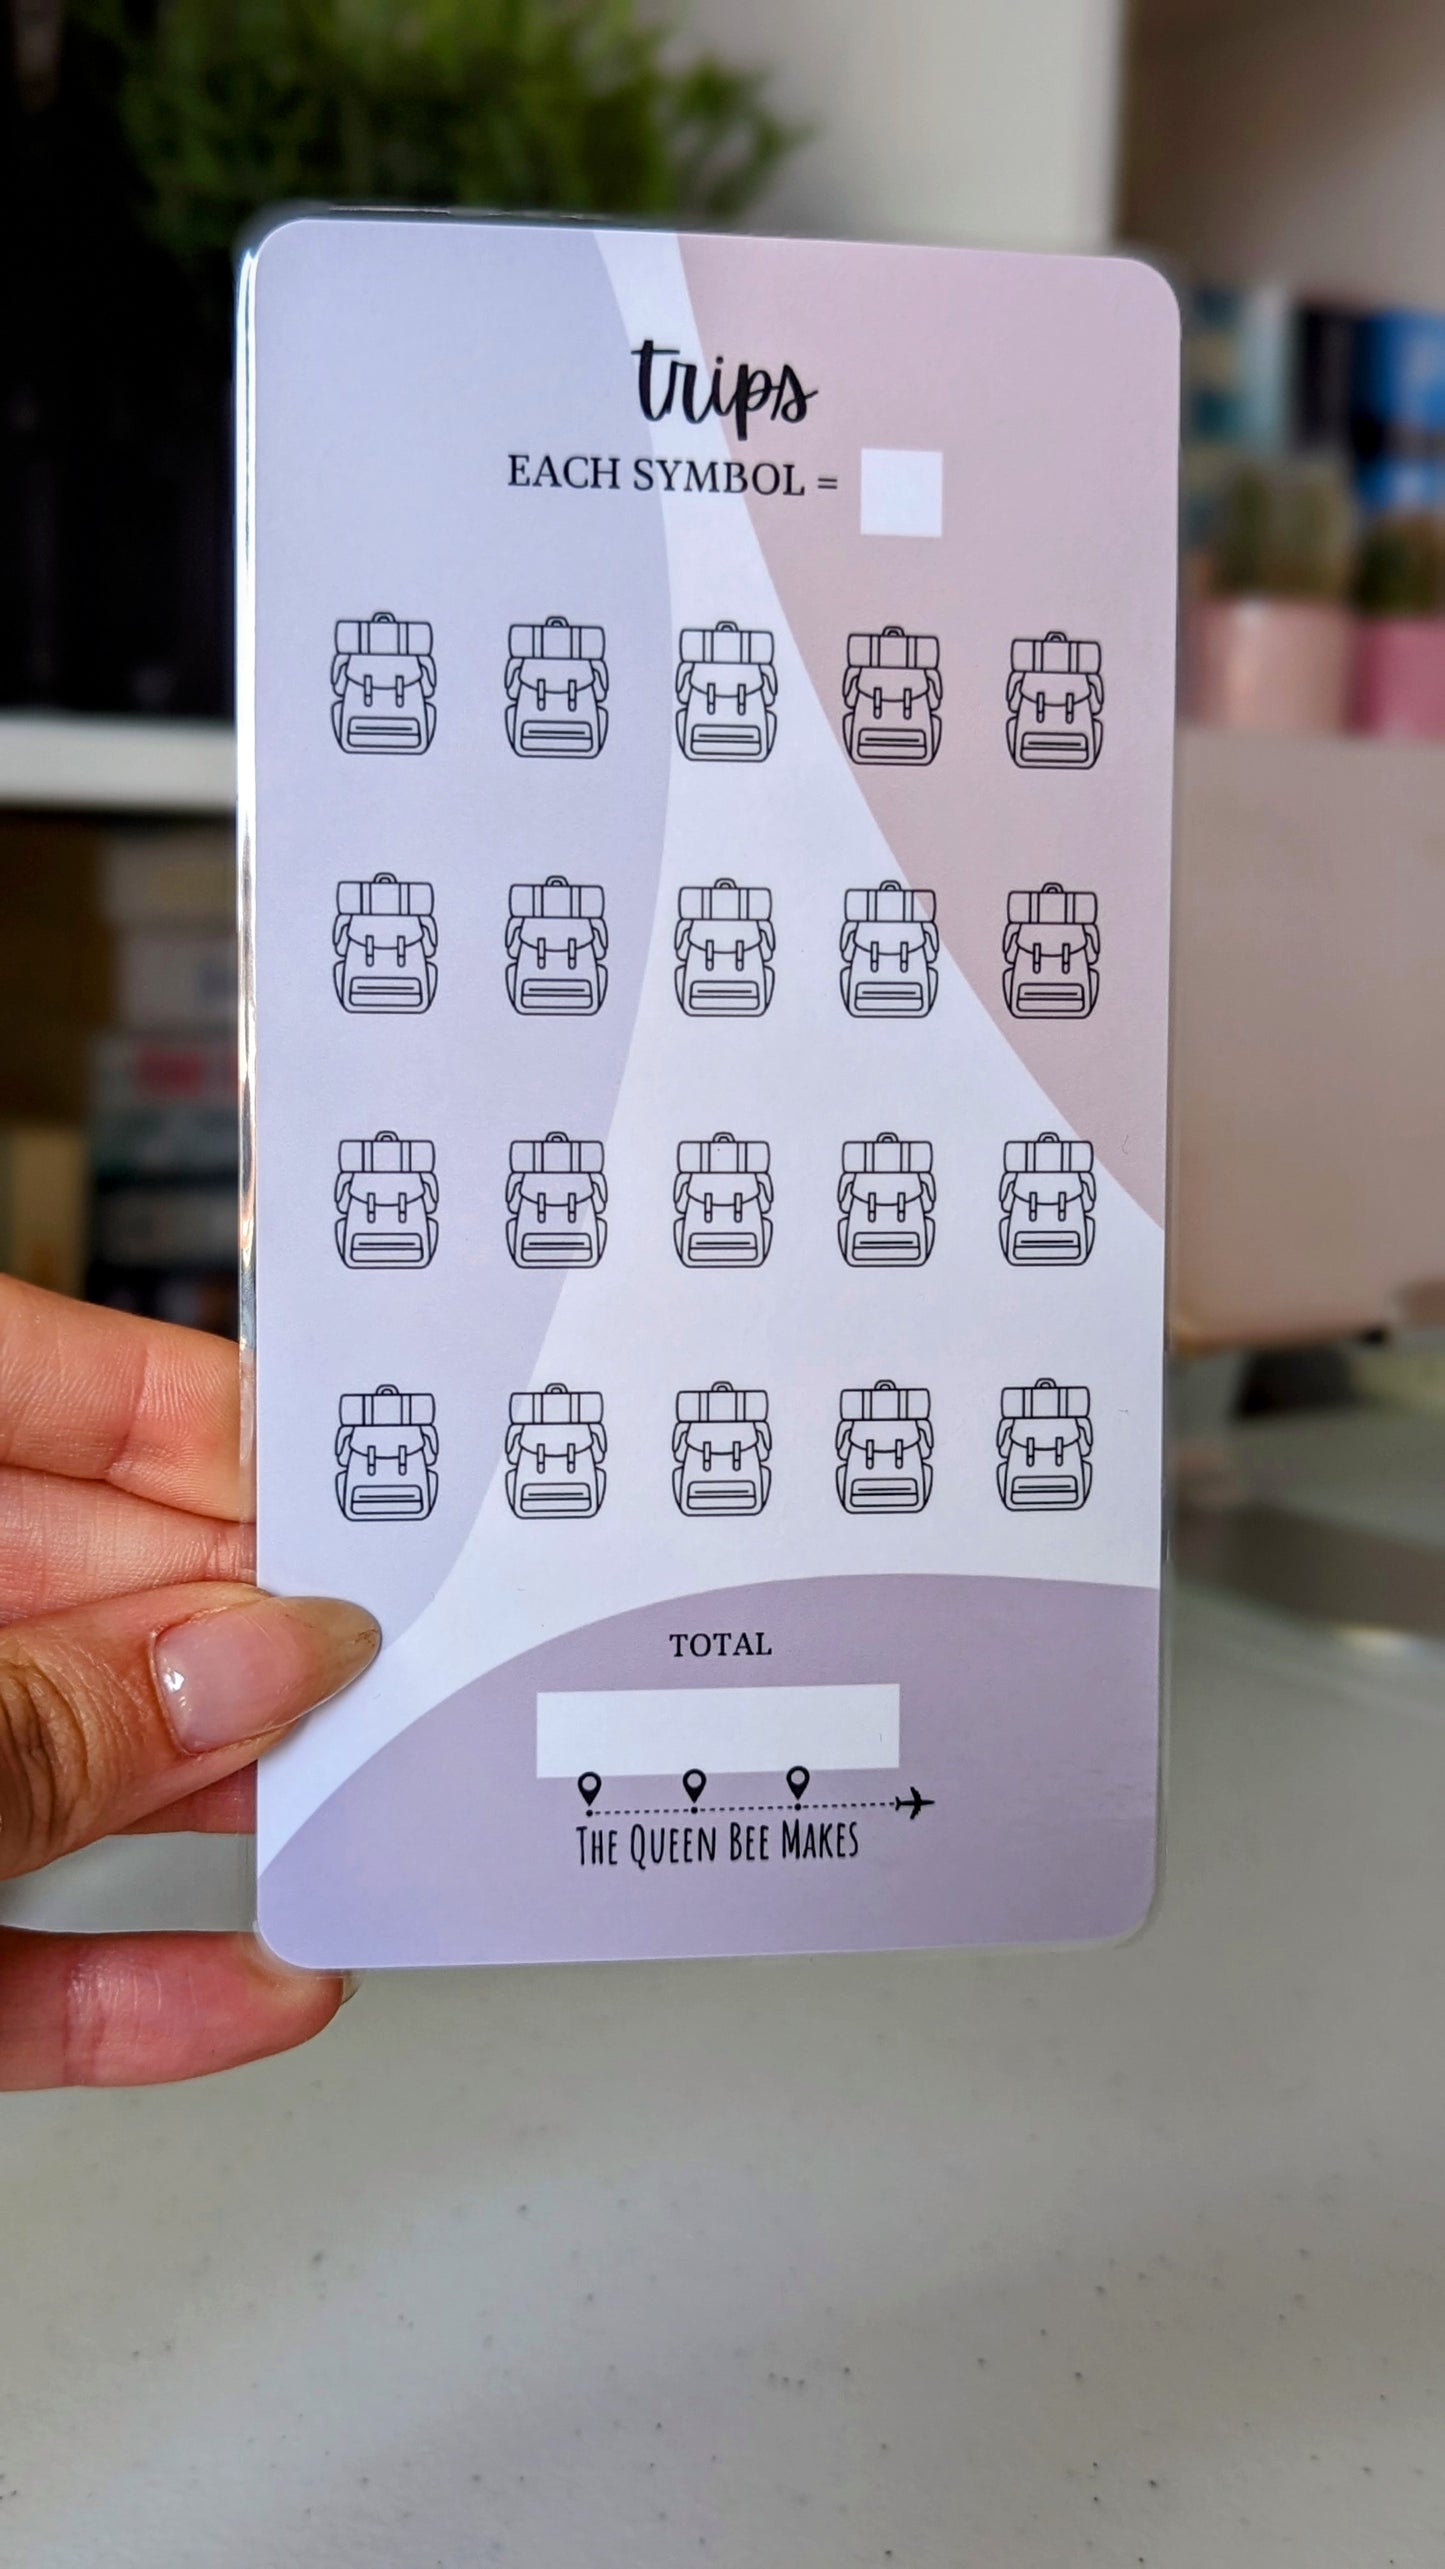 trips
EACH SYMBOL =
TOTAL
THE QUEEN BEE MAKES